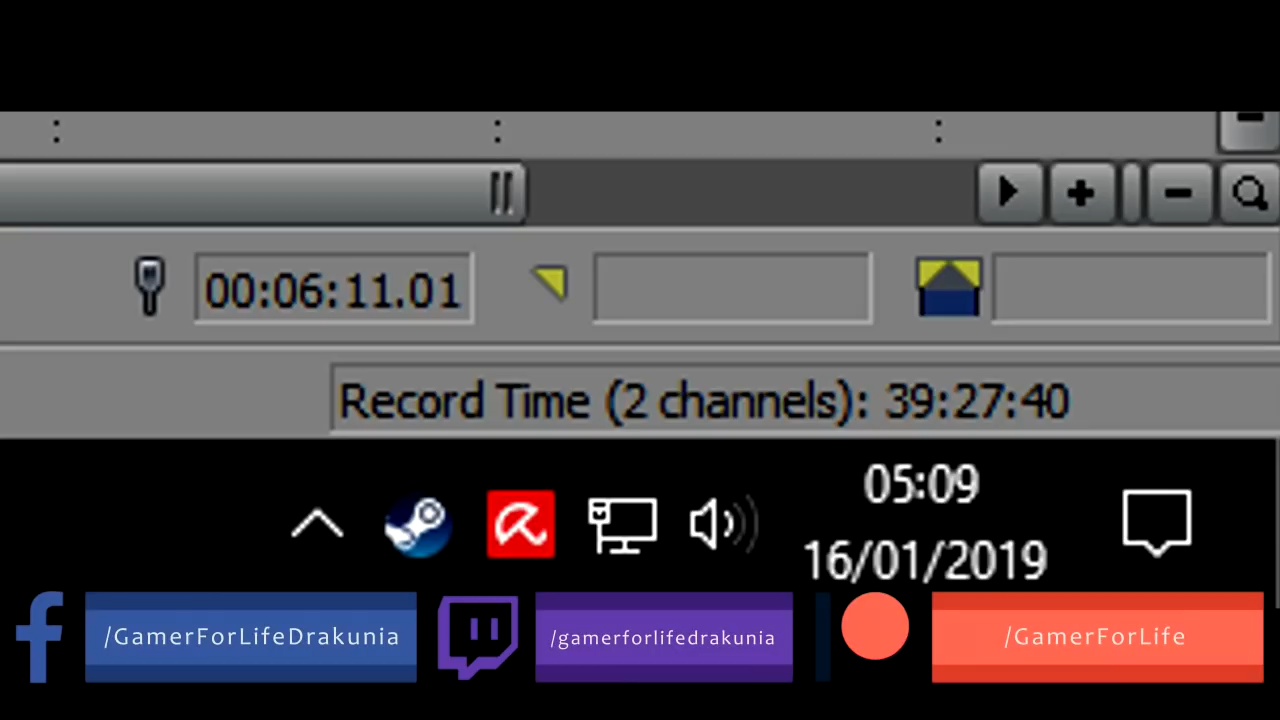 00:06:11.01
Record Time (2 channels): 39:27:40
05:09
16/01/2019
/GamerForLifeDrakunia
/gamerforlifedrakunia
/GamerForLife